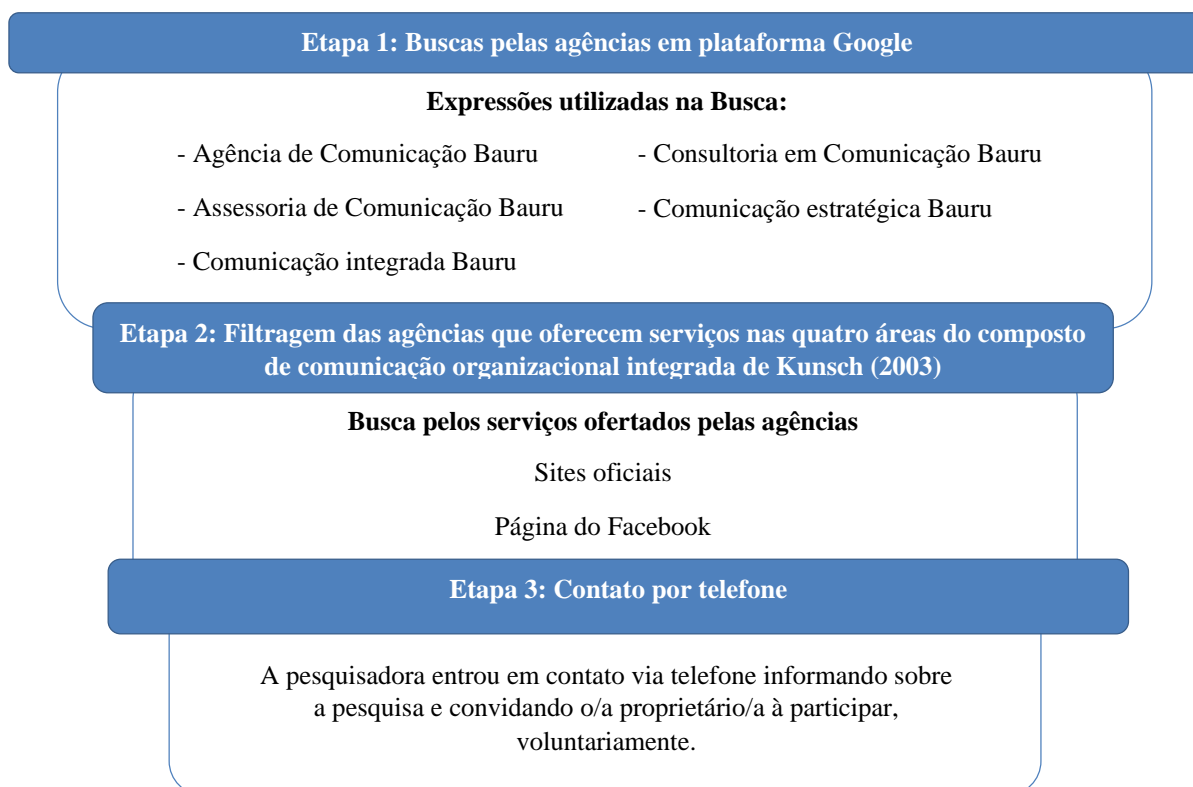 Etapa 1: Buscas pelas agências em plataforma Google
Expressões utilizadas na Busca:
- Agência de Comunicação Bauru
- Consultoria em Comunicação Bauru
- Assessoria de Comunicação Bauru
- Comunicação estratégica Bauru
- Comunicação integrada Bauru
Etapa 2: Filtragem das agências que oferecem serviços nas quatro áreas do composto
de comunicação organizacional integrada de Kunsch (2003)
Busca pelos serviços ofertados pelas agências
Sites oficiais
Página do Facebook
Etapa 3: Contato por telefone
A pesquisadora entrou em contato via telefone informando sobre
a pesquisa e convidando o/a proprietário/a à participar,
voluntariamente.